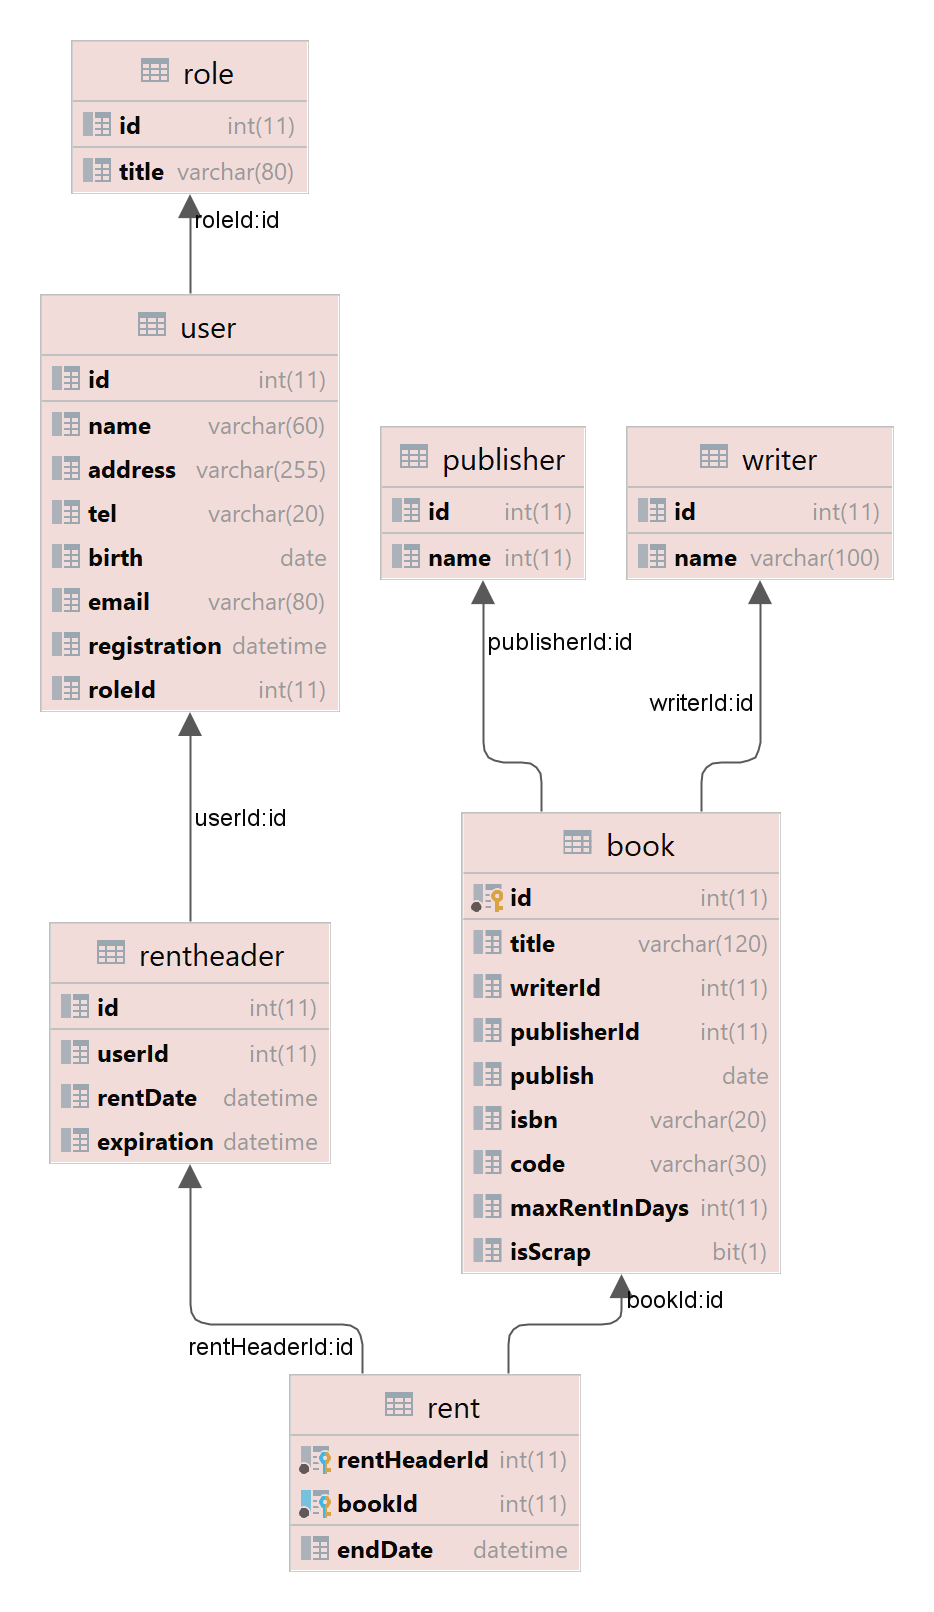 role
id int(11)
title varchar(80)
roleId:id
user
id int(11)
name varchar(60)
address varchar(255)
tel varchar(20)
birth date
email varchar(80)
registration datetime
roleId int(11)
publisher
id int(11)
name int(11)
writer
id int(11)
name varchar(100)
publisherId:id
writerId:id
userId:id
book
id int(11)
title varchar(120)
writerId int(11)
publisherId int(11)
publish date
isbn varchar(20)
code varchar(30)
maxRentInDays int(11)
isScrap bit(1)
rentheader
id int(11)
userId int(11)
rentDate datetime
expiration datetime
bookId:id
rentHeaderId:id
rent
rentHeaderId int(11)
bookId int(11)
endDate datetime